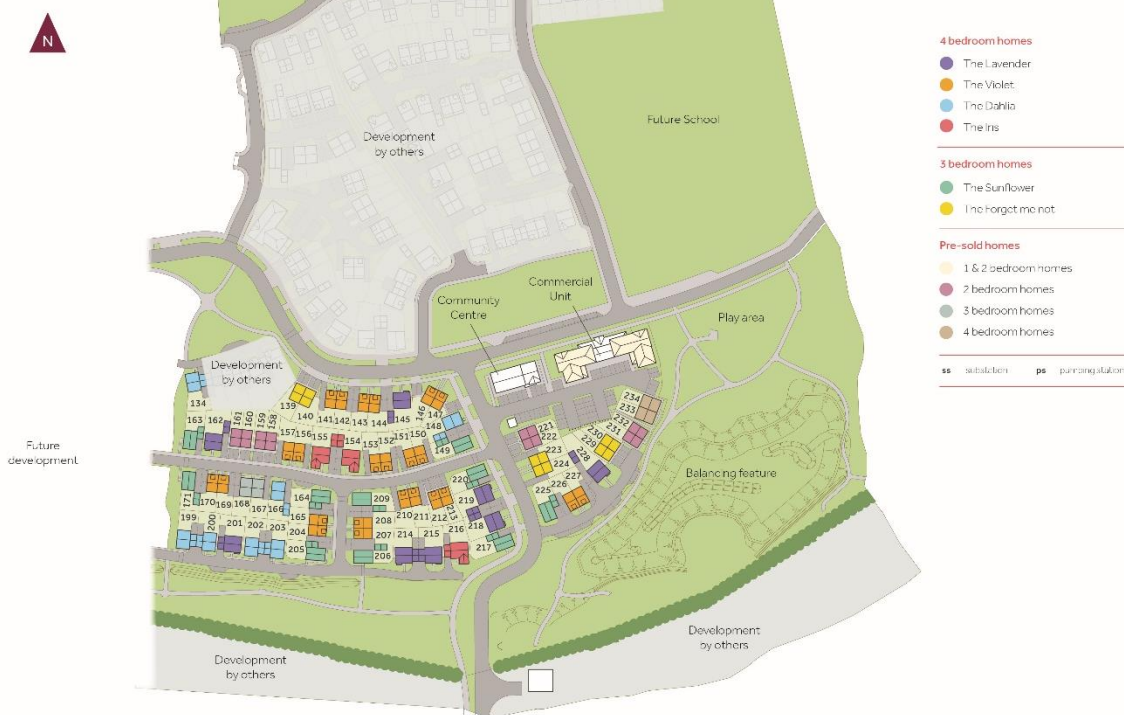 N
4 bedroom homes
The Lavender
The Violet
The Dahlia
The Iris
3 bedroom homes
The Sunflower
The Forget me not
Pre-sold homes
1 & 2 bedroom homes
2 bedroom homes
3 bedroom homes
4 bedroom homes
ss substation ps pumping station
Development
by others
Future School
Community
Centre
Commercial
Unit
Play area
Development
by others
Future
development
Balancing feature
Development
by others
Development
by others
134
139
140
141
142
143
144
145
146
147
148
149
163
162
161
160
159
158
157
156
155
154
153
152
151
150
171
170
169
168
167
166
164
165
199
200
201
202
203
204
205
209
208
207
206
210
211
212
213
214
215
216
217
218
219
220
221
222
223
224
225
226
227
228
229
230
231
232
233
234